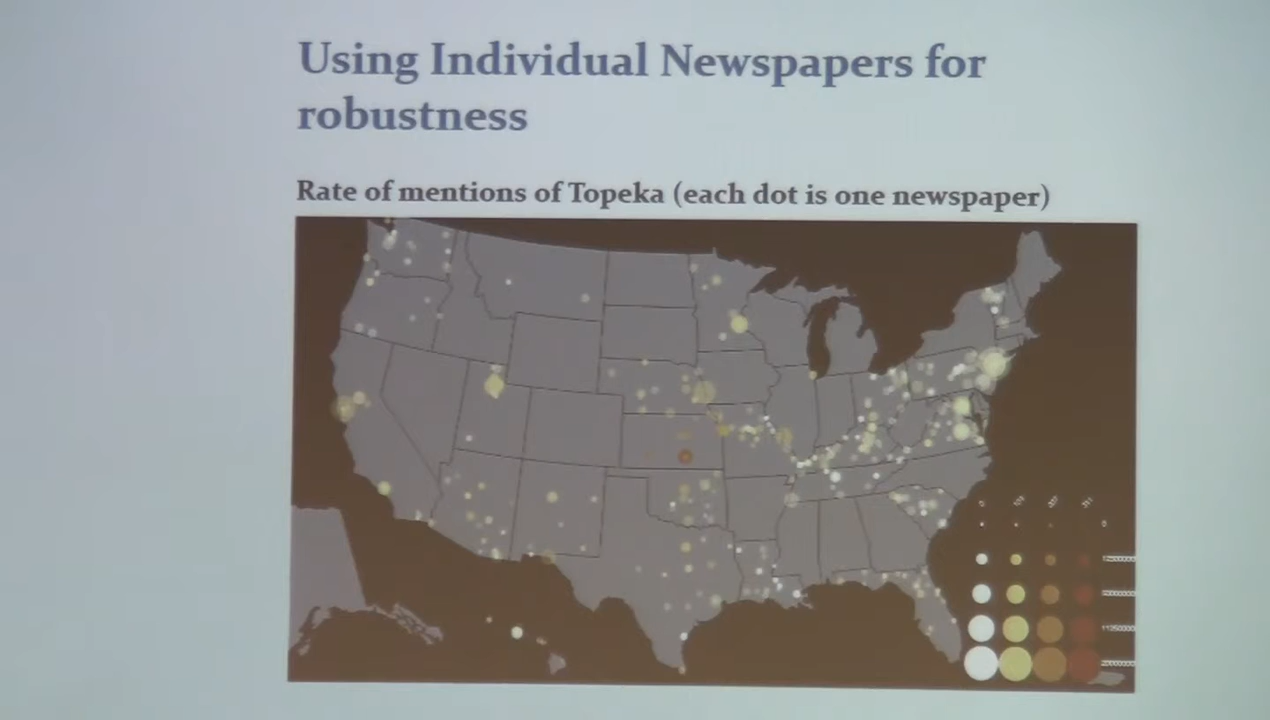 Using Individual Newspapers for
robustness
Rate of mentions of Topeka (each dot is one newspaper)